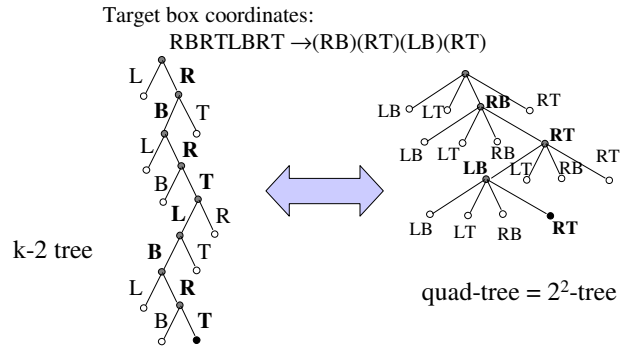 Target box coordinates:
RBRTLBRT →(RB)(RT)(LB)(RT)
L R
B T
L R
B T
L R
B T
L R
B T
k-2 tree
LB LT RB RT
LB LT RB RT
LB LT RB RT
LB LT RB RT
quad-tree = 2²-tree